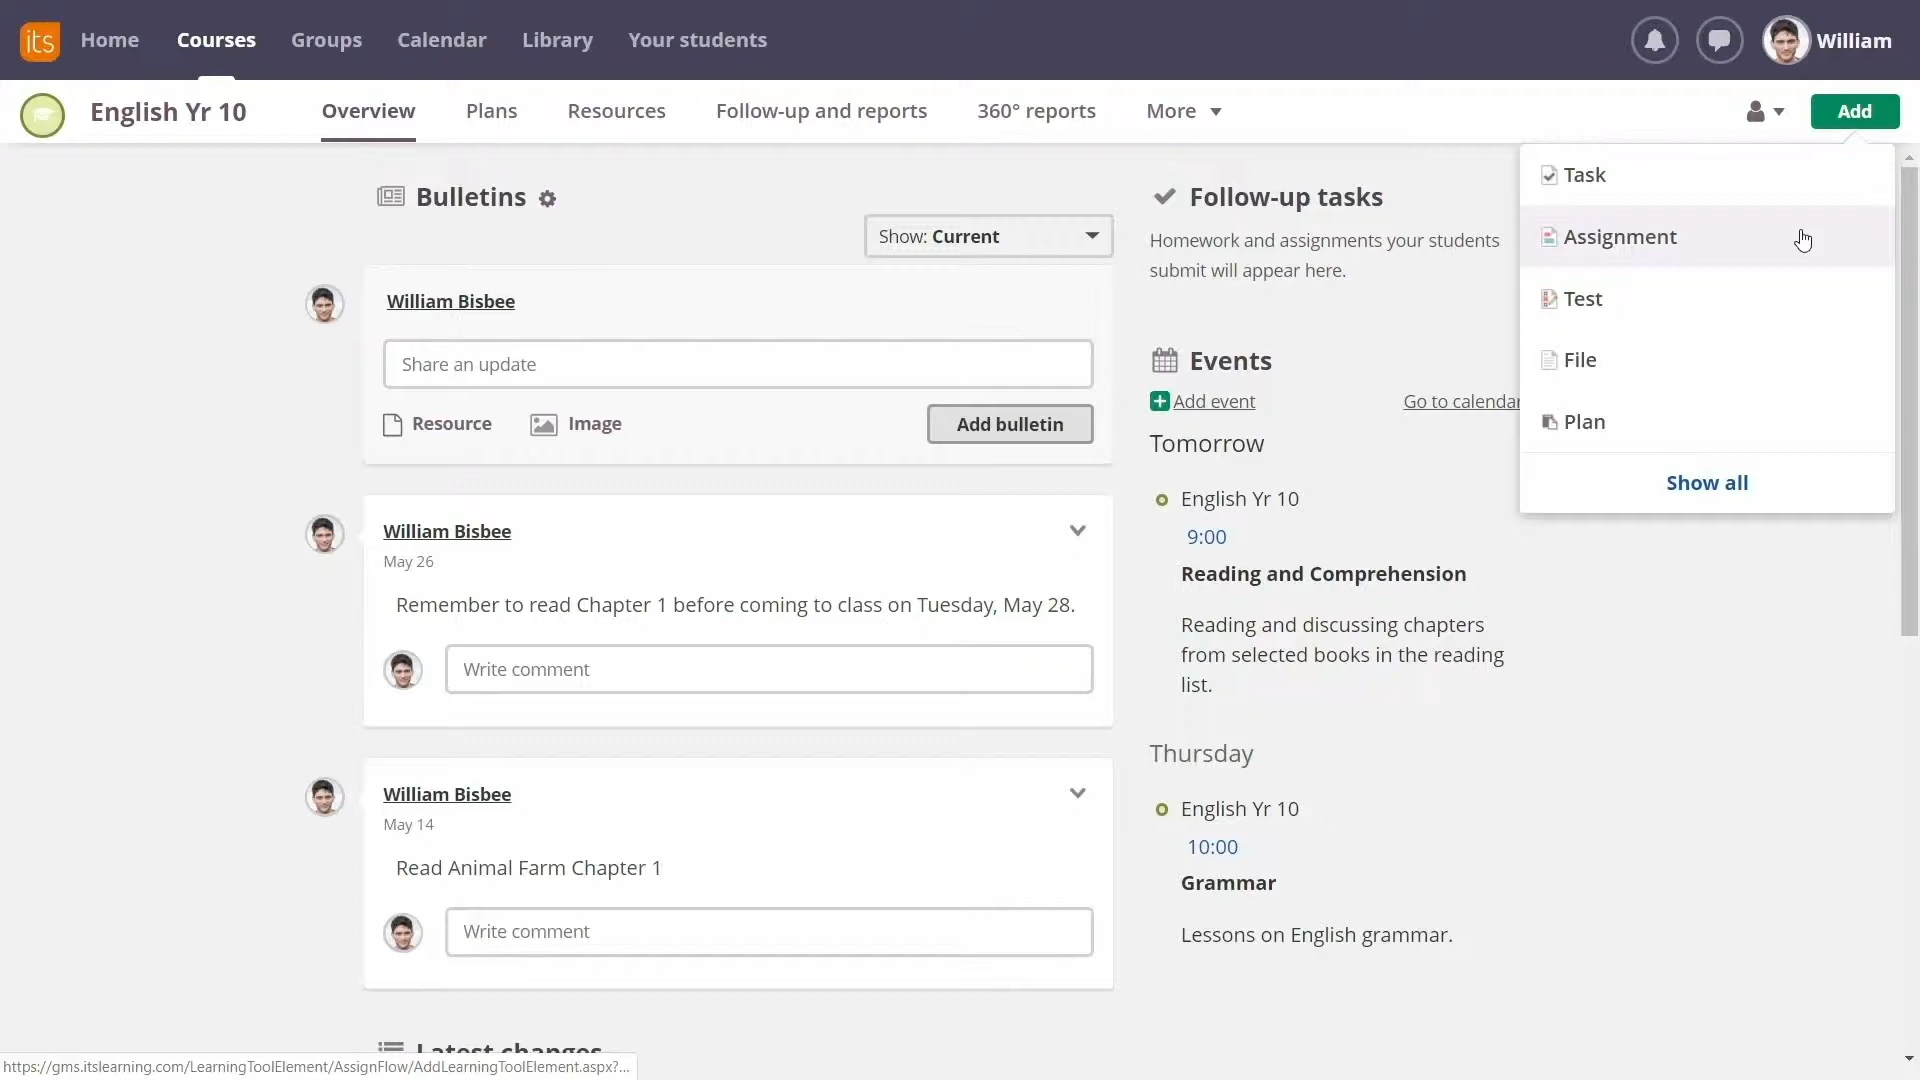 its Home Courses Groups Calendar Library Your students William
English Yr 10 Overview Plans Resources Follow-up and reports 360° reports More Add
Bulletins
Show: Current
William Bisbee
Share an update
Resource Image Add bulletin
William Bisbee
May 26
Remember to read Chapter 1 before coming to class on Tuesday, May 28.
Write comment
William Bisbee
May 14
Read Animal Farm Chapter 1
Write comment
Latest changes
Follow-up tasks
Homework and assignments your students
submit will appear here.
Events
Add event Go to calendar
Tomorrow
English Yr 10
9:00
Reading and Comprehension
Reading and discussing chapters
from selected books in the reading
list.
Thursday
English Yr 10
10:00
Grammar
Lessons on English grammar.
Task
Assignment
Test
File
Plan
Show all
https://gms.itslearning.com/LearningToolElement/AssignFlow/AddLearningToolElement.aspx?...